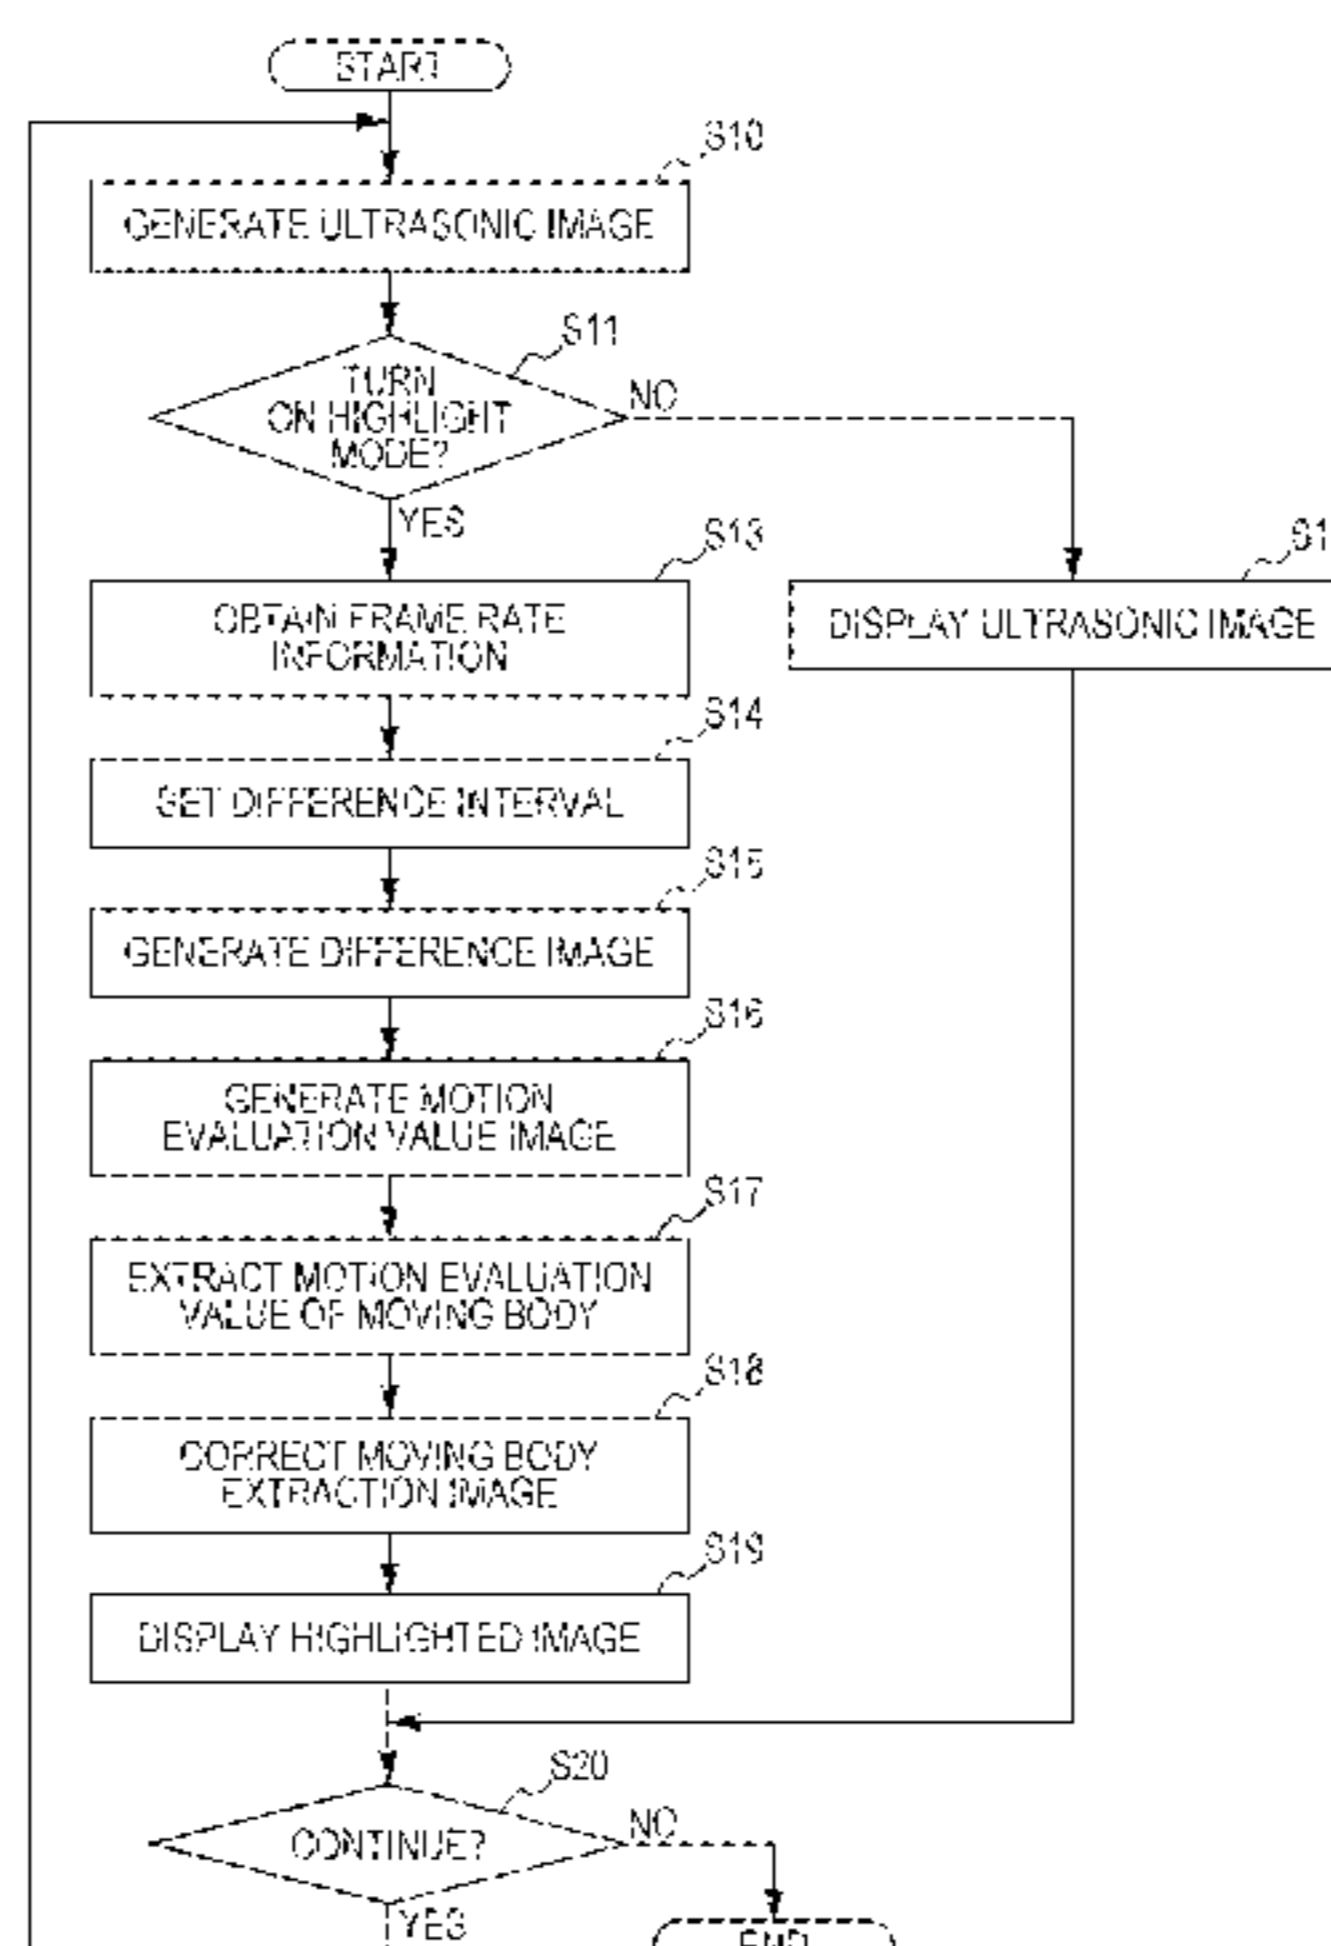 START
S10
GENERATE ULTRASONIC IMAGE
S11
TURN
ON HIGHLIGHT
MODE?
NO
YES
S13
OBTAIN FRAME RATE
INFORMATION
S1
DISPLAY ULTRASONIC IMAGE
S14
SET DIFFERENCE INTERVAL
S15
GENERATE DIFFERENCE IMAGE
S16
GENERATE MOTION
EVALUATION VALUE IMAGE
S17
EXTRACT MOTION EVALUATION
VALUE OF MOVING BODY
S18
CORRECT MOVING BODY
EXTRACTION IMAGE
S19
DISPLAY HIGHLIGHTED IMAGE
S20
CONTINUE?
NO
YES
END